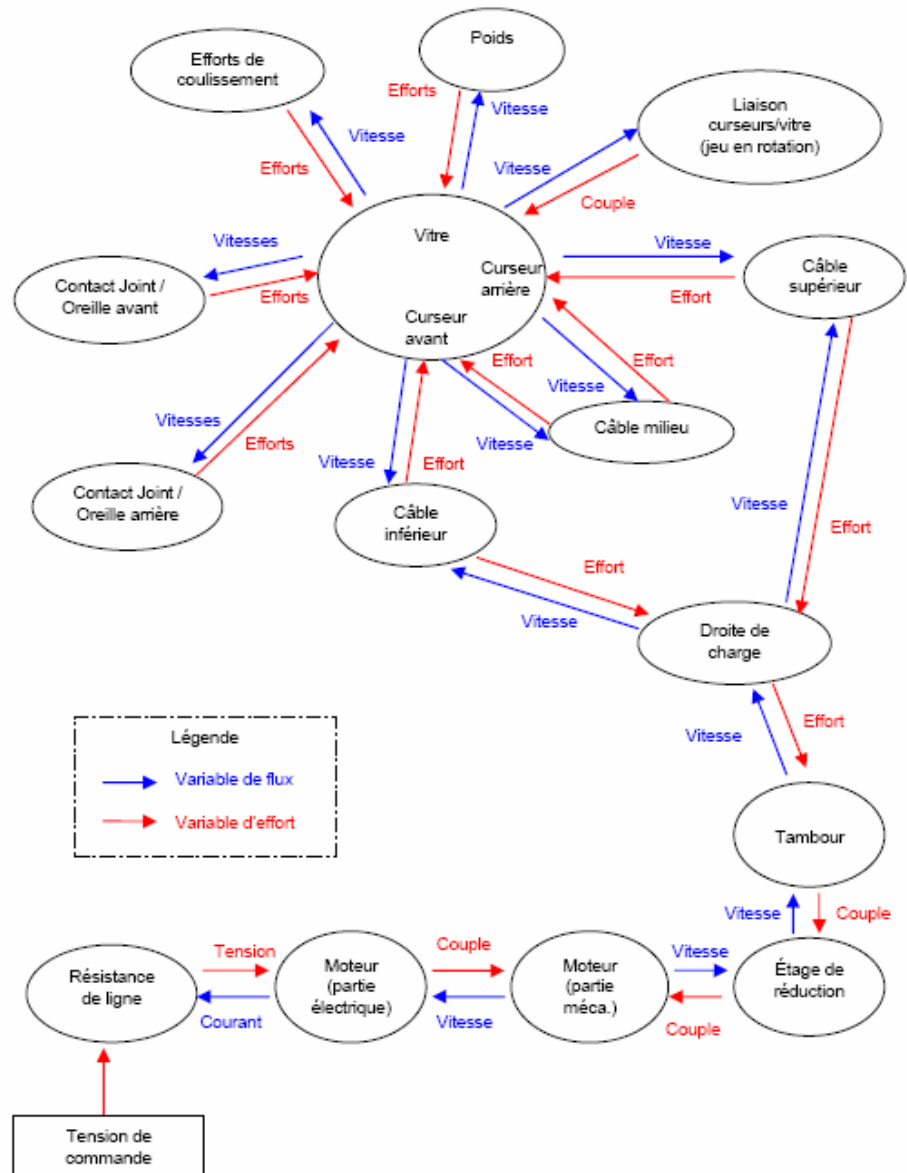 Poids
Efforts de
coulissement
Efforts
Vitesse
Vitesse
Liaison
curseurs/vitre
(jeu en rotation)
Efforts
Vitesse
Couple
Vitesses
Vitre
Vitesse
Contact Joint /
Oreille avant
Efforts
Curseur
arrière
Câble
supérieur
Effort
Curseur
avant
Effort
Effort
Vitesse
Vitesses
Efforts
Câble milieu
Vitesse
Vitesse
Effort
Contact Joint /
Oreille arrière
Câble
inférieur
Vitesse
Effort
Effort
Vitesse
Droite de
charge
Effort
Vitesse
Légende
Variable de flux
Variable d'effort
Tambour
Vitesse
Couple
Tension
Couple
Vitesse
Résistance
de ligne
Moteur
(partie
électrique)
Moteur
(partie
méca.)
Étage de
réduction
Courant
Vitesse
Couple
Tension de
commande